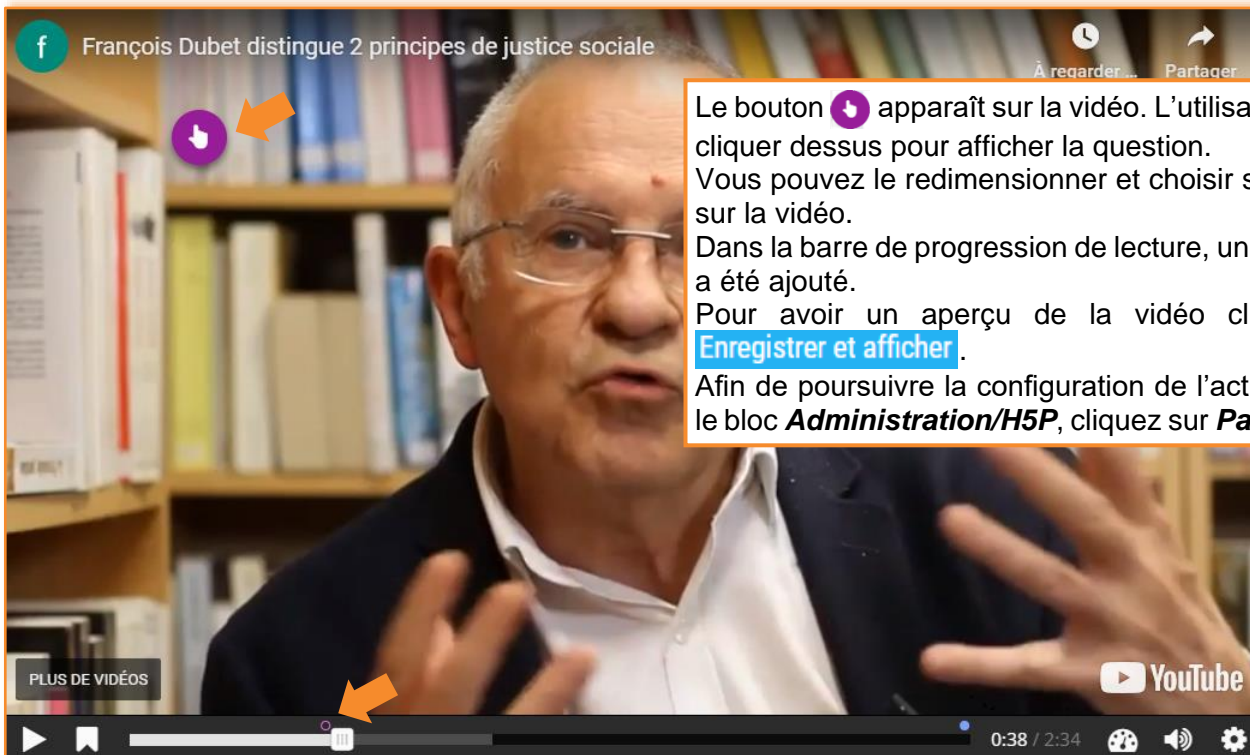 f
François Dubet distingue 2 principes de justice sociale
À regarder ... Partager
Le bouton apparaît sur la vidéo. L’utilisa
cliquer dessus pour afficher la question.
Vous pouvez le redimensionner et choisir s
sur la vidéo.
Dans la barre de progression de lecture, un
a été ajouté.
Pour avoir un aperçu de la vidéo cl
Enregistrer et afficher .
Afin de poursuivre la configuration de l’act
le bloc Administration/H5P, cliquez sur Pa
PLUS DE VIDÉOS
YouTube
0:38 / 2:34